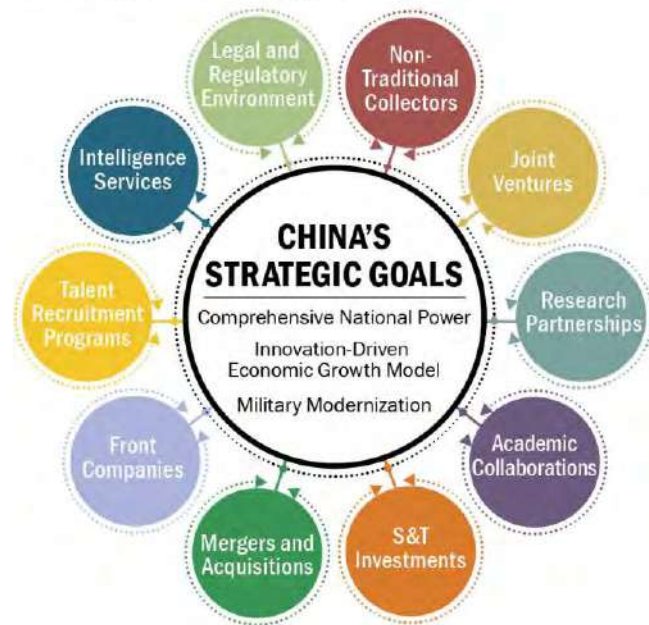 CHINA'S
STRATEGIC GOALS
Comprehensive National Power
Innovation-Driven
Economic Growth Model
Military Modernization
Non-
Traditional
Collectors
Joint
Ventures
Research
Partnerships
Academic
Collaborations
S&T
Investments
Mergers and
Acquisitions
Front
Companies
Talent
Recruitment
Programs
Intelligence
Services
Legal and
Regulatory
Environment